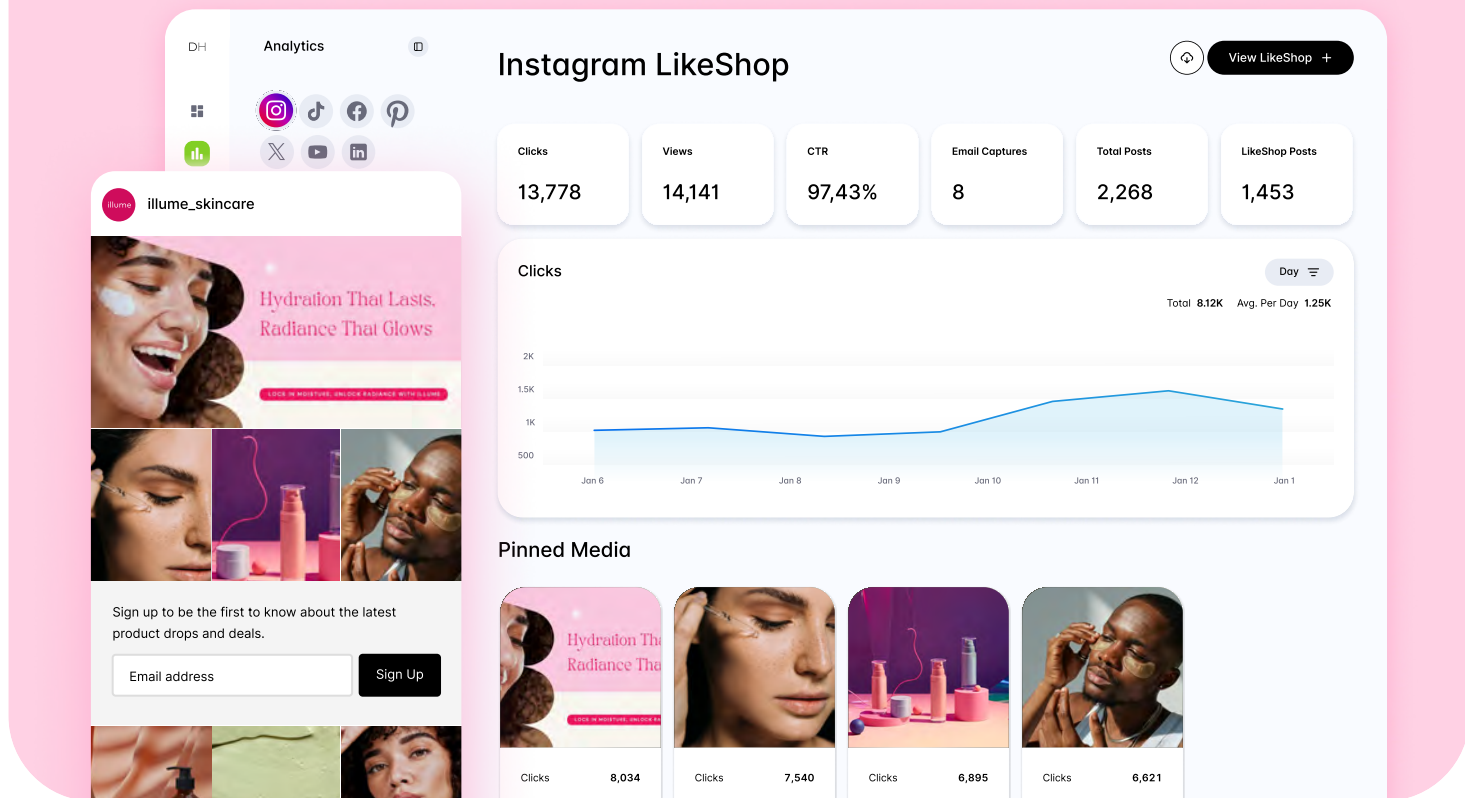 DH
Analytics
Instagram LikeShop
View LikeShop
Clicks
13,778
Views
14,141
CTR
97,43%
Email Captures
8
Total Posts
2,268
LikeShop Posts
1,453
illume
illume_skincare
Hydration That Lasts,
Radiance That Glows
LOCK IN MOISTURE, UNLOCK RADIANCE WITH ILLUME
Sign up to be the first to know about the latest
product drops and deals.
Email address
Sign Up
Clicks
Day
Total 8.12K Avg. Per Day 1.25K
2K
1.5K
1K
500
Jan 6 Jan 7 Jan 8 Jan 9 Jan 10 Jan 11 Jan 12 Jan 1
Pinned Media
Hydration Tha
Radiance Tha
LOCK IN MOISTURE, UNLOCK RA
Clicks 8,034
Clicks 7,540
Clicks 6,895
Clicks 6,621